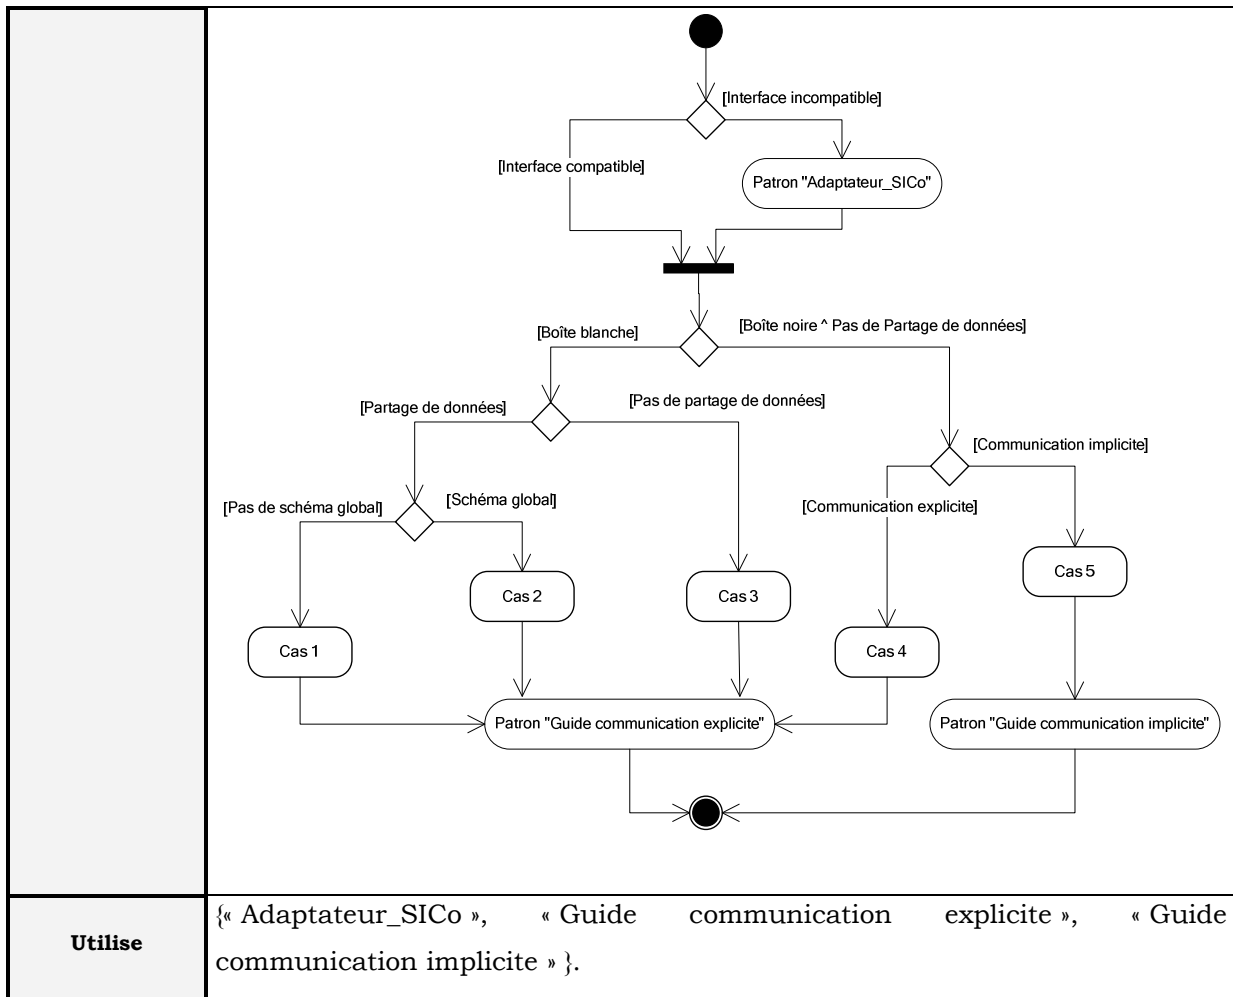 [Interface incompatible]
[Interface compatible]
Patron "Adaptateur_SICo"
[Boîte blanche]
[Boîte noire ^ Pas de Partage de données]
[Partage de données]
[Pas de partage de données]
[Communication implicite]
[Pas de schéma global]
[Schéma global]
[Communication explicite]
Cas 5
Cas 2
Cas 3
Cas 1
Cas 4
Patron "Guide communication explicite"
Patron "Guide communication implicite"
Utilise
{« Adaptateur_SICo », « Guide communication explicite », « Guide
communication implicite » }.